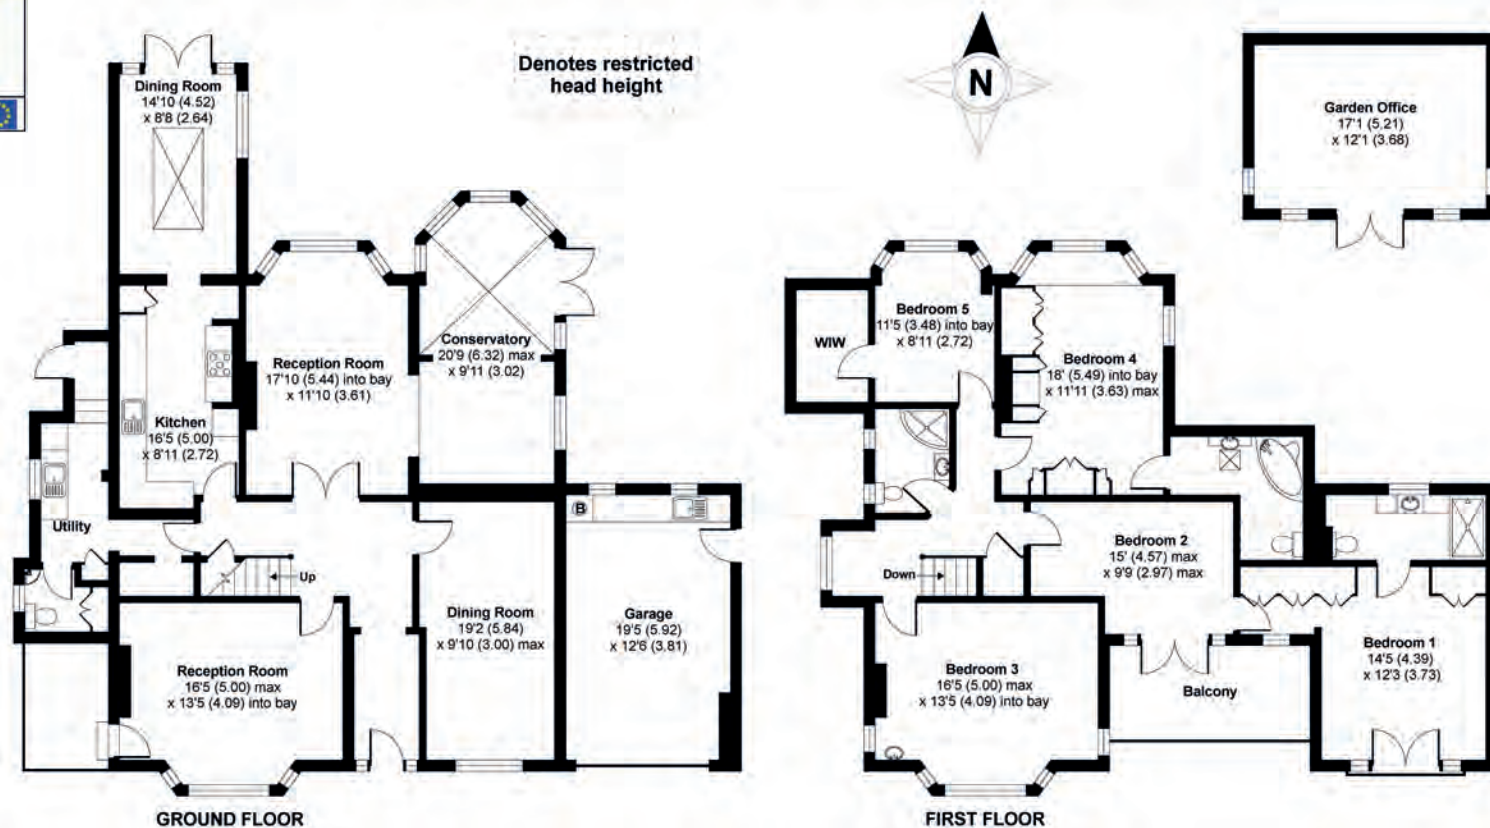 Denotes restricted
head height
N
Dining Room
14'10 (4.52)
x 8'8 (2.64)
Conservatory
20'9 (6.32) max
x 9'11 (3.02)
Reception Room
17'10 (5.44) into bay
x 11'10 (3.61)
Kitchen
16'5 (5.00)
x 8'11 (2.72)
Utility
Up
B
Dining Room
19'2 (5.84)
x 9'10 (3.00) max
Garage
19'5 (5.92)
x 12'6 (3.81)
Reception Room
16'5 (5.00) max
x 13'5 (4.09) into bay
GROUND FLOOR
Garden Office
17'1 (5.21)
x 12'1 (3.68)
Bedroom 5
11'5 (3.48) into bay
x 8'11 (2.72)
WIW
Bedroom 4
18' (5.49) into bay
x 11'11 (3.63) max
Bedroom 2
15' (4.57) max
x 9'9 (2.97) max
Down
Bedroom 1
14'5 (4.39)
x 12'3 (3.73)
Bedroom 3
16'5 (5.00) max
x 13'5 (4.09) into bay
Balcony
FIRST FLOOR